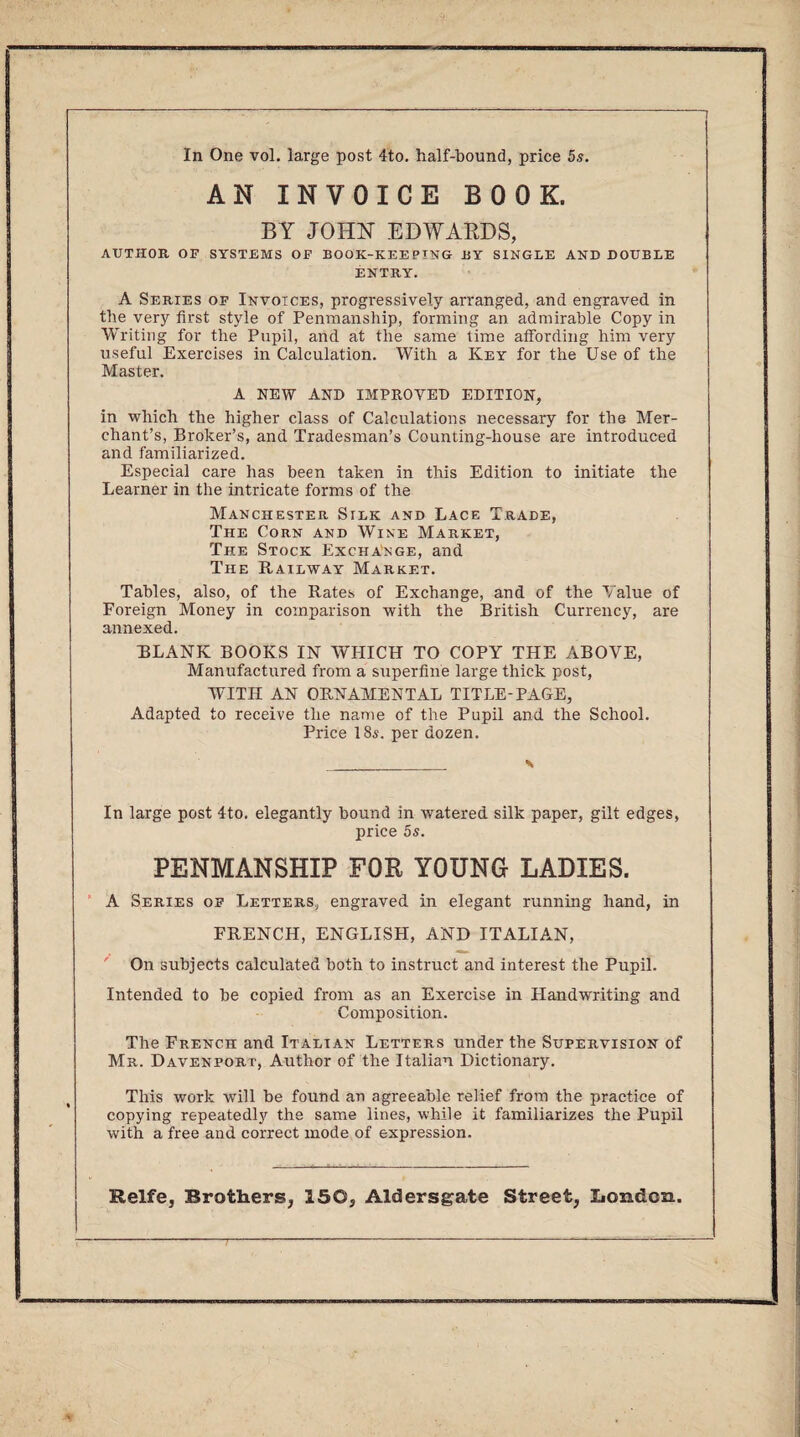 In One vol. large post 4to. half-bound, price 5s.
AN INVOICE BOOK.
BY JOHN EDWARDS,
AUTHOR OF SYSTEMS OF BOOK-KEEPING BY SINGLE AND DOUBLE
ENTRY.
A Series of Invoices, progressively arranged, and engraved in
the very first style of Penmanship, forming an admirable Copy in
Writing for the Pupil, and at the same time affording him very
useful Exercises in Calculation. With a Key for the Use of the
Master.
A NEW AND IMPROVED EDITION,
in which the higher class of Calculations necessary for the Mer-
chant's, Broker's, and Tradesman's Counting-house are introduced
and familiarized.
Especial care has been taken in this Edition to initiate the
Learner in the intricate forms of the
Manchester Silk and Lace Trade,
The Corn and Wine Market,
The Stock Exchange, and
The Railway Market.
Tables, also, of the Rates of Exchange, and of the Value of
Foreign Money in comparison with the British Currency, are
annexed.
BLANK BOOKS IN WHICH TO COPY THE ABOVE,
Manufactured from a superfine large thick post,
WITH AN ORNAMENTAL TITLE-PAGE,
Adapted to receive the name of the Pupil and the School.
Price 18s. per dozen.
In large post 4to. elegantly bound in watered silk paper, gilt edges,
price 5s.
PENMANSHIP FOR YOUNG LADIES.
A Series of Letters, engraved in elegant running hand, in
FRENCH, ENGLISH, AND ITALIAN,
On subjects calculated both to instruct and interest the Pupil.
Intended to be copied from as an Exercise in Handwriting and
Composition.
The French and Italian Letters under the Supervision of
Mr. Davenport, Author of the Italian Dictionary.
This work will be found an agreeable relief from the practice of
copying repeatedly the same lines, while it familiarizes the Pupil
with a free and correct mode of expression.
Relfe, Brothers, 150, Aldersgate Street, London.